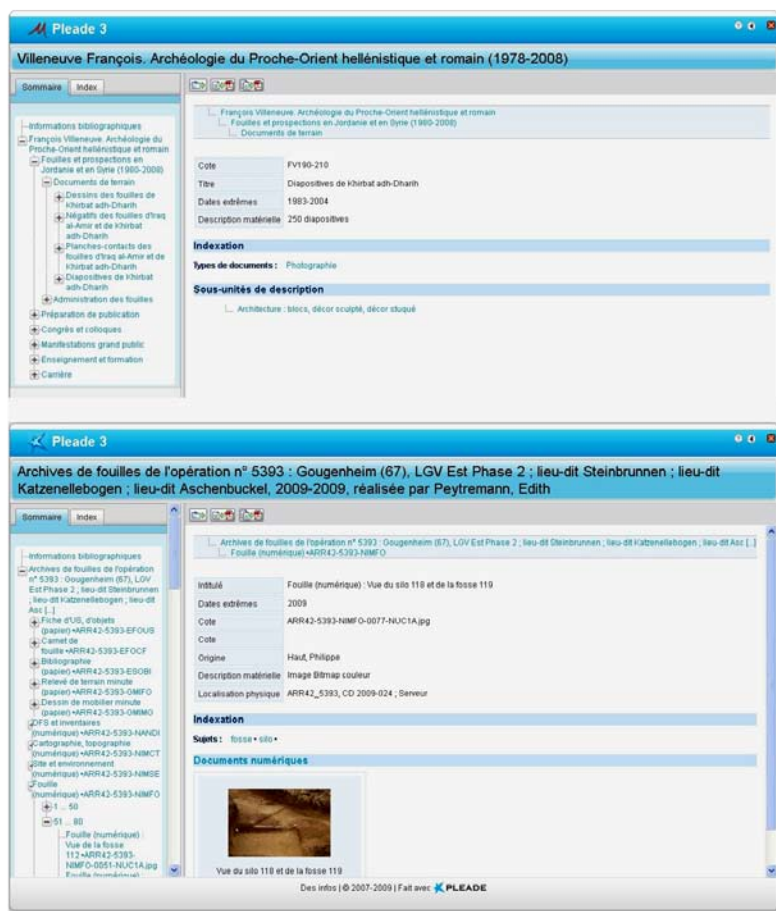 Pleade 3
Villeneuve François. Archéologie du Proche-Orient hellénistique et romain (1978-2008)
Sommaire Index
Informations bibliographiques
François Villeneuve. Archéologie du
Proche-Orient hellénistique et romain
Fouilles et prospections en
Jordanie et en Syrie (1980-2008)
Documents de terrain
Dessins des fouilles de
Khirbat adh-Dharih
Négatifs des fouilles d'Iraq
al-Amir et de Khirbat
adh-Dharih
Planches-contacts des
fouilles d'Iraq al-Amir et de
Khirbat adh-Dharih
Diapositives de Khirbat
adh-Dharih
Administration des fouilles
Préparation de publication
Congrès et colloques
Manifestations grand public
Enseignement et formation
Carrière
François Villeneuve. Archéologie du Proche-Orient hellénistique et romain
Fouilles et prospections en Jordanie et en Syrie (1980-2008)
Documents de terrain
Cote FV190-210
Titre Diapositives de Khirbat adh-Dharih
Dates extrêmes 1983-2004
Description matérielle 250 diapositives
Indexation
Types de documents : Photographie
Sous-unités de description
Architecture : blocs, décor sculpté, décor stuqué
Pleade 3
Archives de fouilles de l'opération n° 5393 : Gougenheim (67), LGV Est Phase 2 ; lieu-dit Steinbrunnen ; lieu-dit
Katzenellebogen ; lieu-dit Aschenbuckel, 2009-2009, réalisée par Peytremann, Edith
Sommaire Index
Informations bibliographiques
Archives de fouilles de l'opération
n° 5393 : Gougenheim (67), LGV
Est Phase 2 ; lieu-dit Steinbrunnen
; lieu-dit Katzenellebogen ; lieu-dit
Asc [..]
Fiche d'US, d'objets
(papier) •ARR42-5393-EFOUS
Carnet de
fouille •ARR42-5393-EFOCF
Bibliographie
(papier) •ARR42-5393-ESOBI
Relevé de terrain minute
(papier) •ARR42-5393-OMIFO
Dessin de mobilier minute
(papier) •ARR42-5393-OMIMO
DFS et inventaires
(numérique) •ARR42-5393-NANDI
Cartographie, topographie
(numérique) •ARR42-5393-NIMCT
Site et environnement
(numérique) •ARR42-5393-NIMSE
Fouille
(numérique) •ARR42-5393-NIMFO
1 ... 50
51 ... 80
Fouille (numérique) :
Vue de la fosse
112 •ARR42-5393-
NIMFO-0051-NUC1A.jpg
Fouille (numérique)
Archives de fouilles de l'opération n° 5393 : Gougenheim (67), LGV Est Phase 2 ; lieu-dit Steinbrunnen ; lieu-dit Katzenellebogen ; lieu-dit Asc [..]
Fouille (numérique) •ARR42-5393-NIMFO
Intitulé Fouille (numérique) : Vue du silo 118 et de la fosse 119
Dates extrêmes 2009
Cote ARR42-5393-NIMFO-0077-NUC1A.jpg
Cote
Origine Haut, Philippe
Description matérielle Image Bitmap couleur
Localisation physique ARR42_5393, CD 2009-024 ; Serveur
Indexation
Sujets : fosse • silo •
Documents numériques
Vue du silo 118 et de la fosse 119
Des infos | © 2007-2009 | Fait avec PLEADE